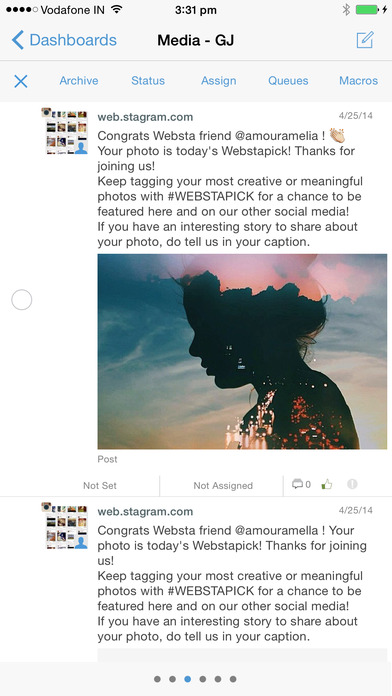 Vodafone IN 3:31 pm
Dashboards Media - GJ
Archive Status Assign Queues Macros
web.stagram.com 4/25/14
Congrats Websta friend @amouramelia ! 👏
Your photo is today's Webstapick! Thanks for
joining us!
Keep tagging your most creative or meaningful
photos with #WEBSTAPICK for a chance to be
featured here and on our other social media!
If you have an interesting story to share about
your photo, do tell us in your caption.
Post
Not Set Not Assigned 0
web.stagram.com 4/25/14
Congrats Websta friend @amouramella ! Your
photo is today's Webstapick! Thanks for joining
us!
Keep tagging your most creative or meaningful
photos with #WEBSTAPICK for a chance to be
featured here and on our other social media!
If you have an interesting story to share about
your photo, do tell us in your caption.